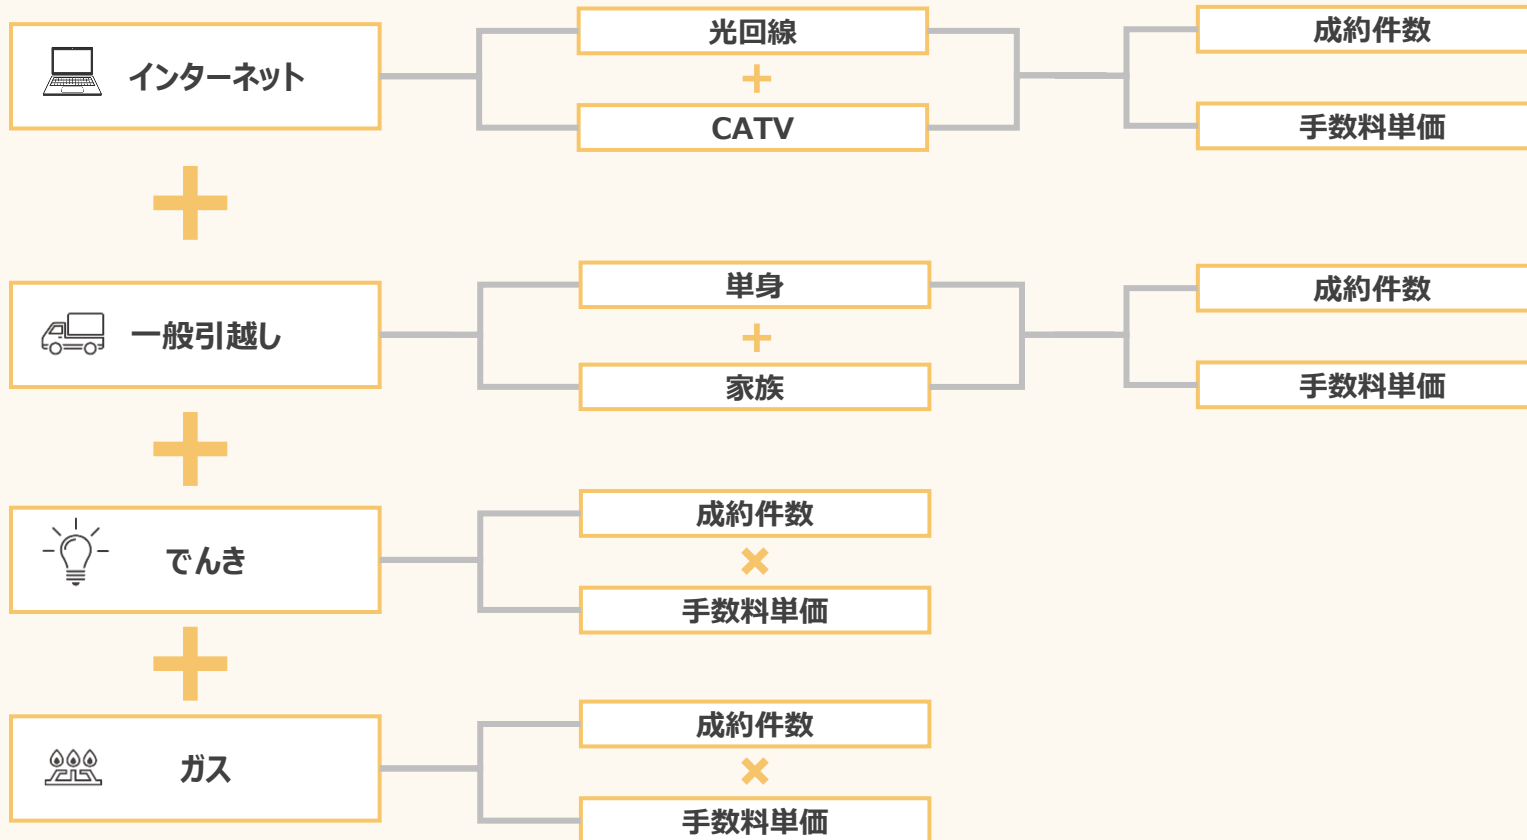 インターネット
光回線
+
CATV
成約件数
手数料単価
+
一般引越し
単身
+
家族
成約件数
手数料単価
+
でんき
成約件数
×
手数料単価
+
ガス
成約件数
×
手数料単価